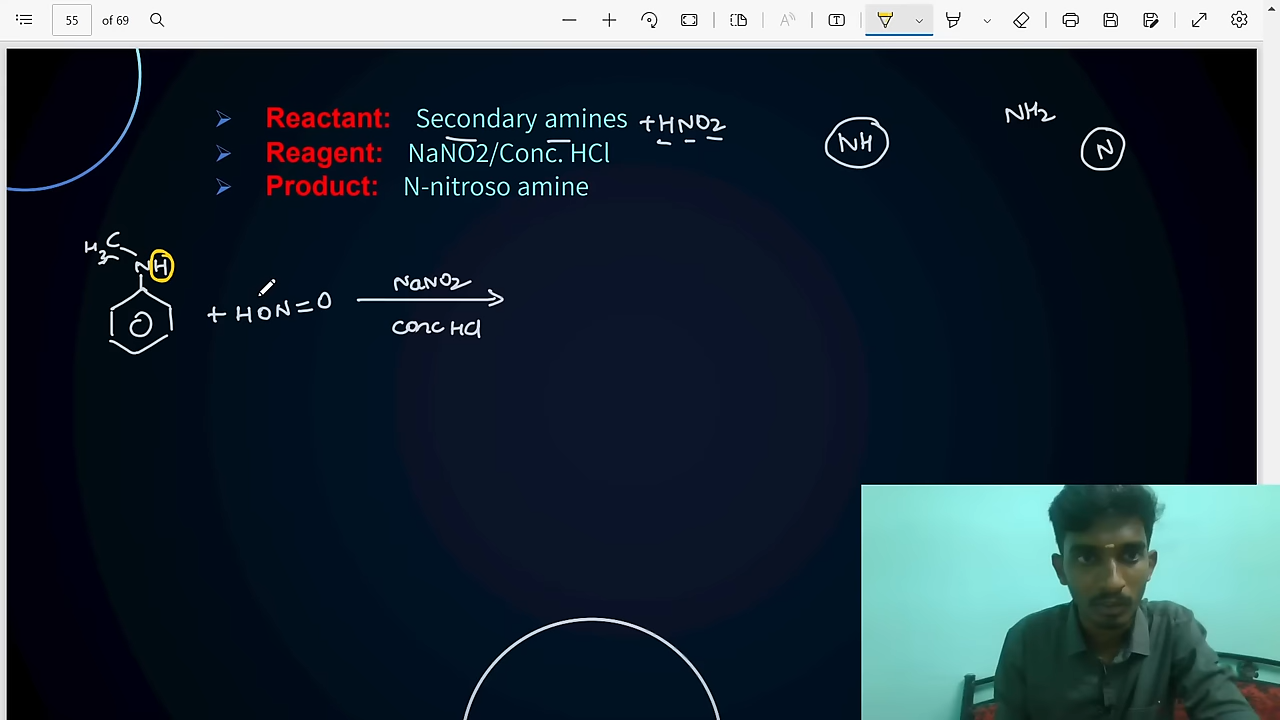 55 of 69
Reactant: Secondary amines +HNO2
Reagent: NaNO2/Conc. HCl
Product: N-nitroso amine
NH
NH2
N
H3C
NH
+ HON=O
NaNO2
Conc HCl